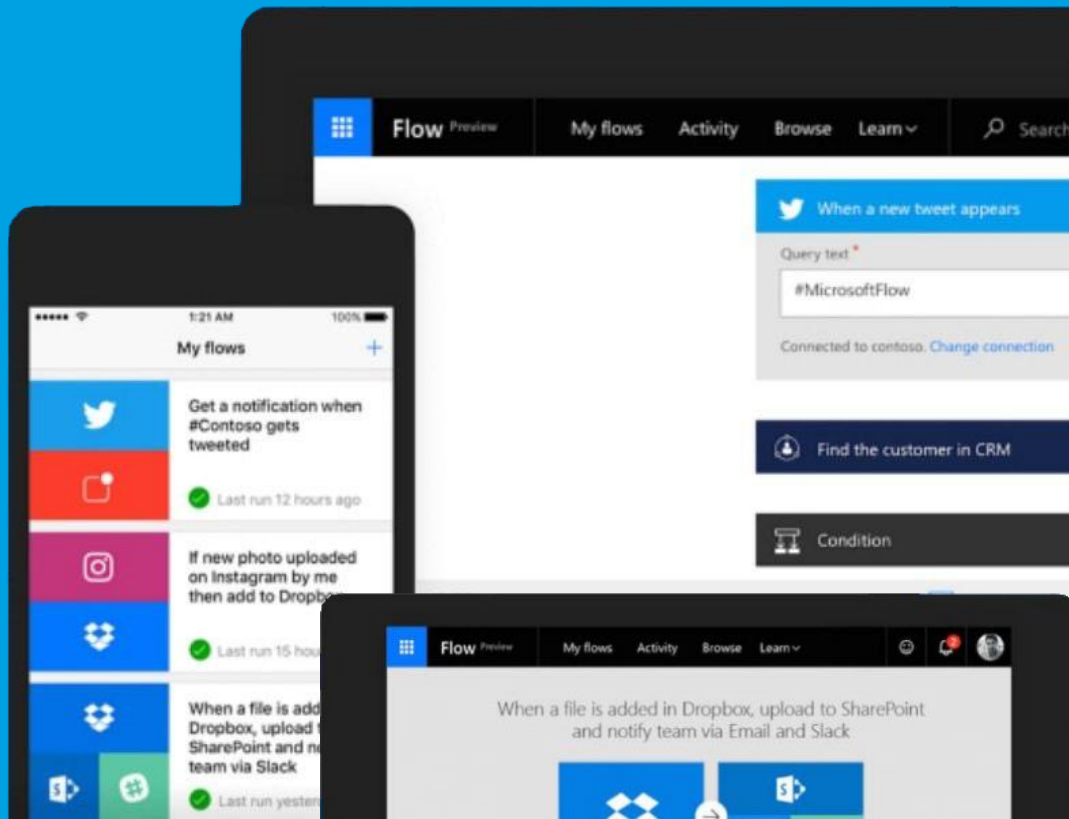 Flow Preview
My flows
Activity
Browse
Learn
Search
When a new tweet appears
Query text *
#MicrosoftFlow
Connected to contoso. Change connection
Find the customer in CRM
Condition
1:21 AM
100%
My flows
+
Get a notification when
#Contoso gets
tweeted
Last run 12 hours ago
If new photo uploaded
on Instagram by me
then add to Dropbox
Last run 15 hou
When a file is add
Dropbox, upload t
SharePoint and no
team via Slack
Last run yester
Flow Preview
My flows
Activity
Browse
Learn
2
When a file is added in Dropbox, upload to SharePoint
and notify team via Email and Slack
S
S